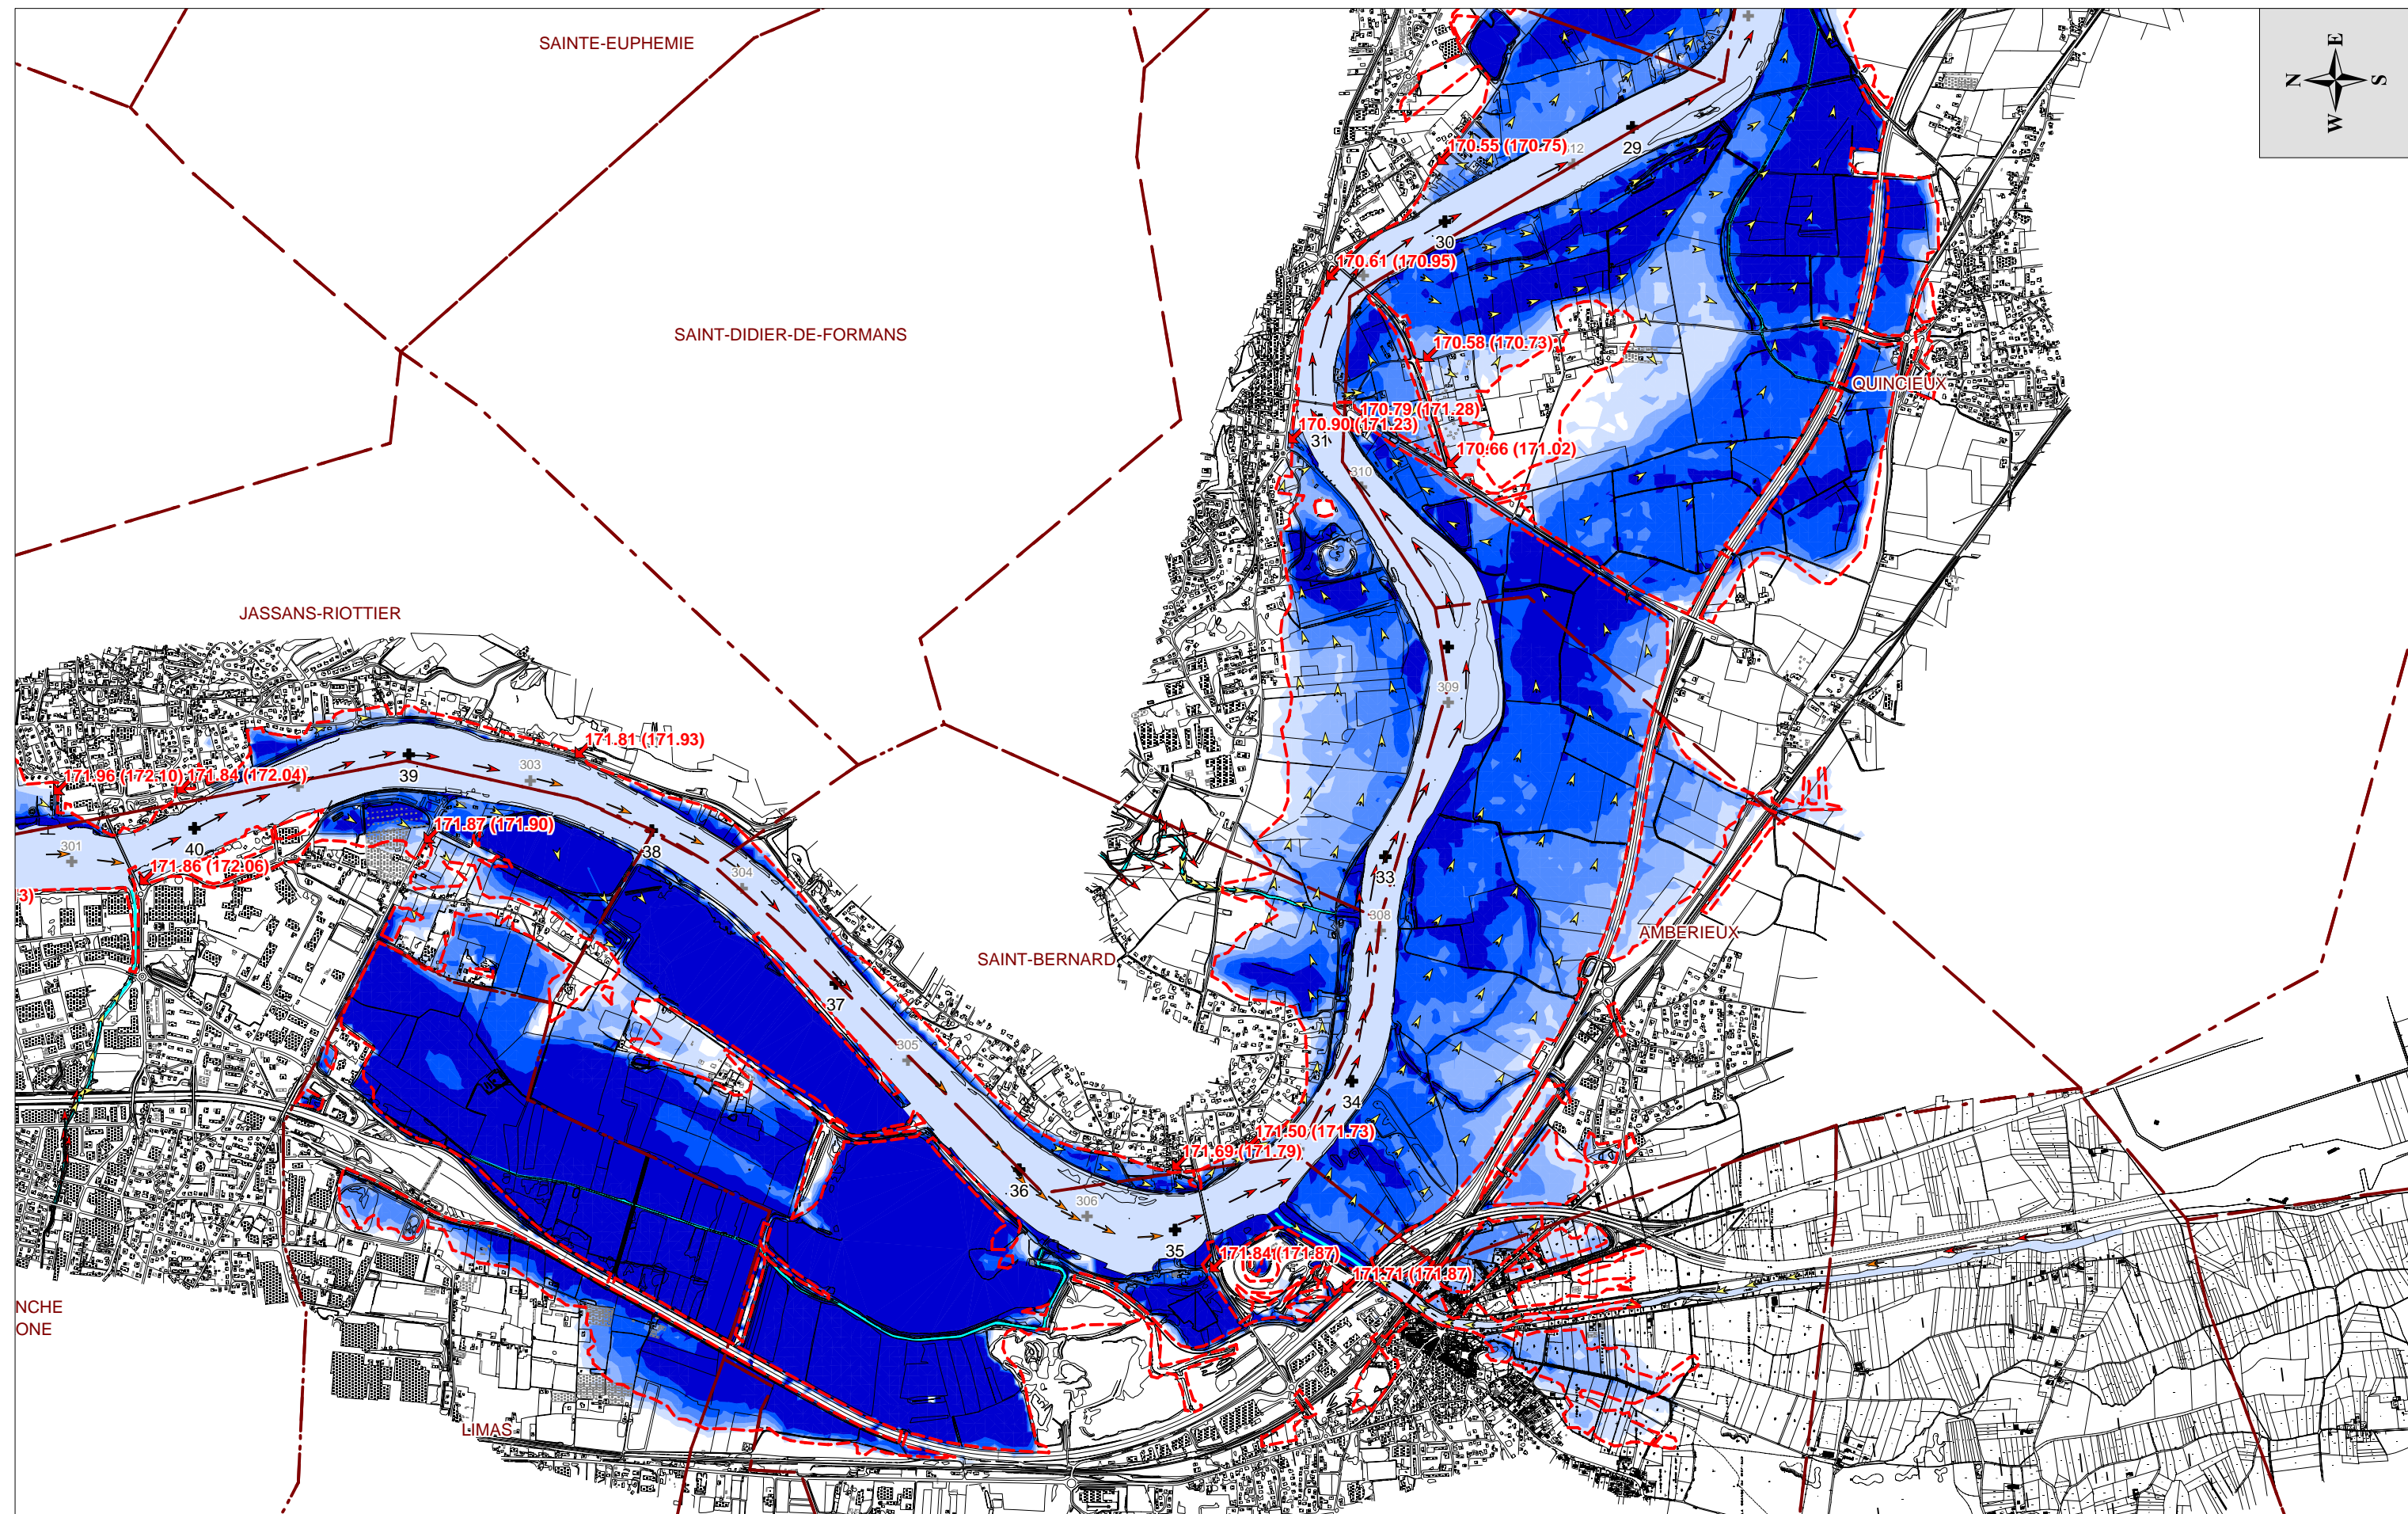 SAINTE-EUPHEMIE
E
N
S
W
29
170.55 (170.75)
312
30
170.61 (170.95)
SAINT-DIDIER-DE-FORMANS
170.58 (170.73)
QUINCIEUX
170.79 (171.28)
170.90 (171.23)
31
170.66 (171.02)
310
JASSANS-RIOTTIER
309
171.81 (171.93)
303
39
171.96 (172.10)
171.84 (172.04)
171.87 (171.90)
40
301
38
171.86 (172.06)
304
33
308
3)
AMBERIEUX
SAINT-BERNARD
37
305
34
171.50 (171.73)
171.69 (171.79)
36
306
35
171.84 (171.87)
171.71 (171.87)
NCHE
ONE
LIMAS